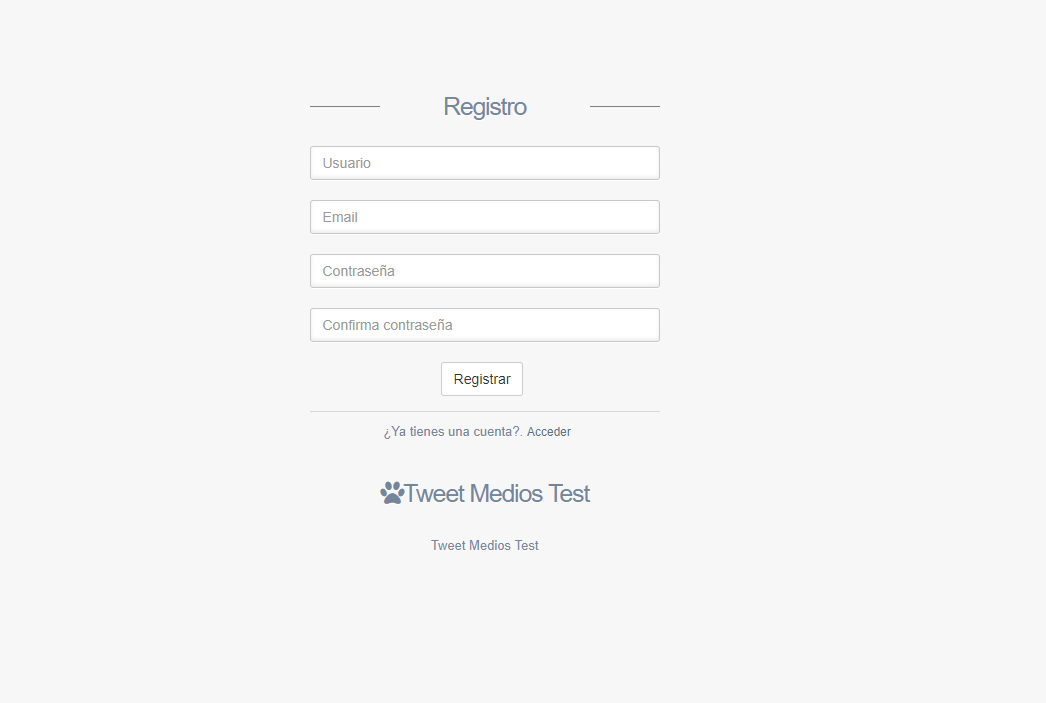 Registro
Usuario
Email
Contraseña
Confirma contraseña
Registrar
¿Ya tienes una cuenta?. Acceder
Tweet Medios Test
Tweet Medios Test